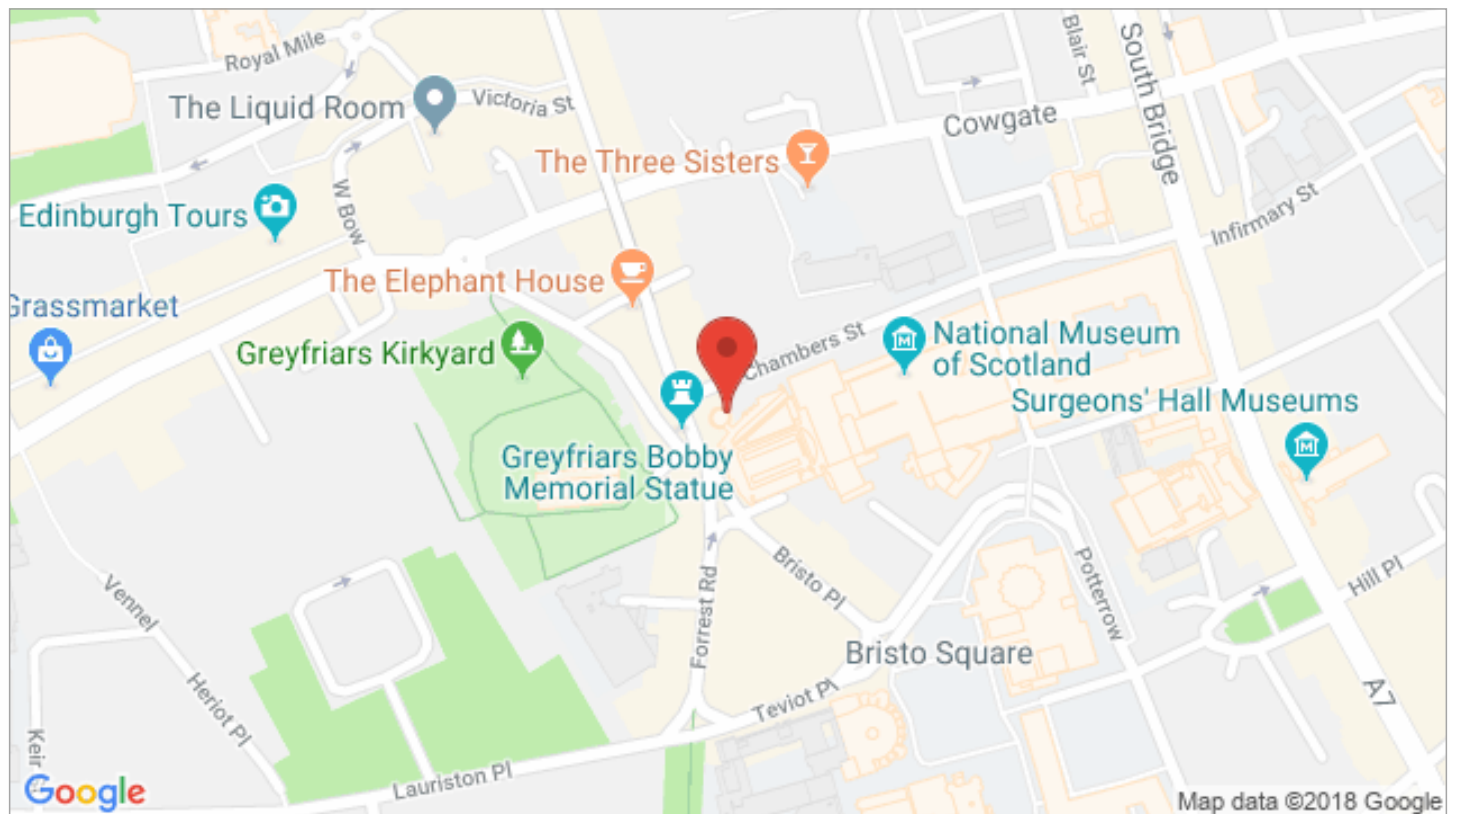 Royal Mile
Blair St
South Bridge
The Liquid Room
Victoria St
Cowgate
The Three Sisters
W Bow
Edinburgh Tours
Infirmary St
The Elephant House
Grassmarket
Chambers St
National Museum
of Scotland
Greyfriars Kirkyard
Surgeons' Hall Museums
Greyfriars Bobby
Memorial Statue
Bristo Pl
Potterrow
Hill Pl
Vennel
Forrest Rd
Bristo Square
Heriot Pl
Teviot Pl
A7
Keir
Lauriston Pl
Google
Map data ©2018 Google